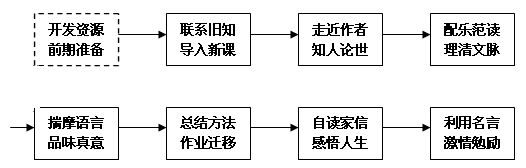 开发资源
前期准备
联系旧知
导入新课
走近作者
知人论世
配乐范读
理清文脉
揣摩语言
品味真意
总结方法
作业迁移
自读家信
感悟人生
利用名言
激情勉励